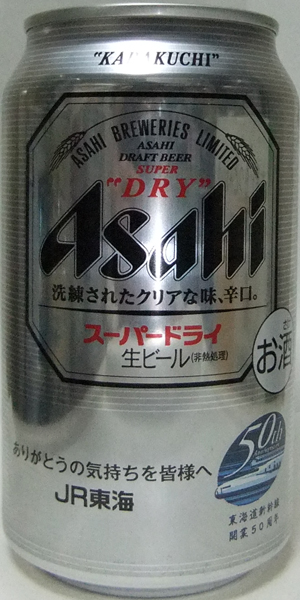 "KARAKUCHI"
ASAHI BREWERIES LIMITED
ASAHI
DRAFT BEER
SUPER
"DRY"
Asahi
洗練されたクリアな味、辛口。
スーパードライ
生ビール(非熱処理)
お酒
50th
ありがとうの気持ちを皆様へ
JR東海
東海道新幹線
開業50周年